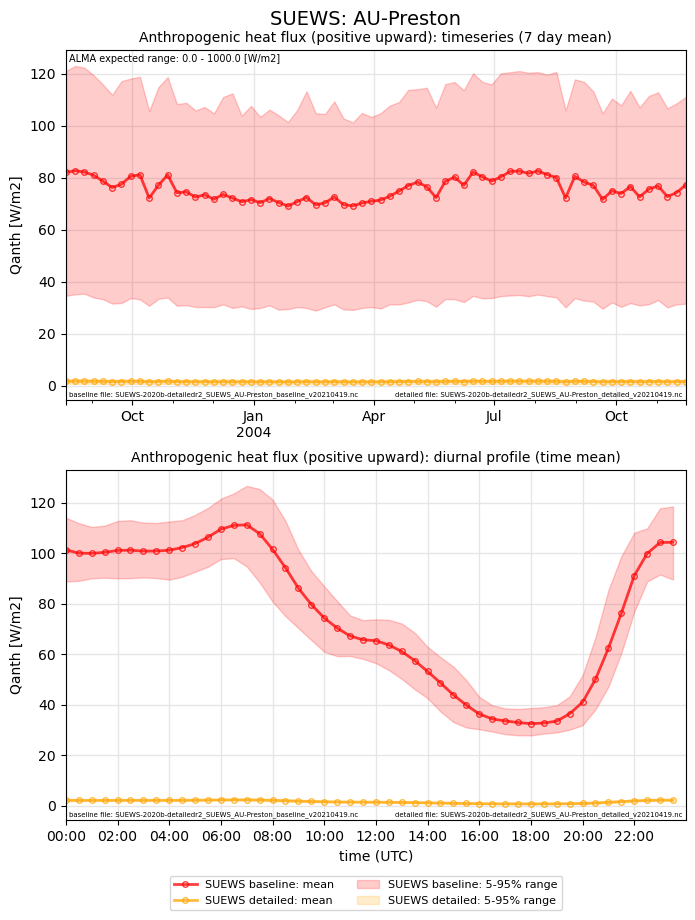 SUEWS: AU-Preston
Anthropogenic heat flux (positive upward): timeseries (7 day mean)
ALMA expected range: 0.0 - 1000.0 [W/m2]
120
100
80
60
40
20
0
Qanth [W/m2]
baseline file: SUEWS-2020b-detailedr2_SUEWS_AU-Preston_baseline_v20210419.nc
detailed file: SUEWS-2020b-detailedr2_SUEWS_AU-Preston_detailed_v20210419.nc
Oct Jan Apr Jul Oct
2004
Anthropogenic heat flux (positive upward): diurnal profile (time mean)
120
100
80
60
40
20
0
Qanth [W/m2]
baseline file: SUEWS-2020b-detailedr2_SUEWS_AU-Preston_baseline_v20210419.nc
detailed file: SUEWS-2020b-detailedr2_SUEWS_AU-Preston_detailed_v20210419.nc
00:00 02:00 04:00 06:00 08:00 10:00 12:00 14:00 16:00 18:00 20:00 22:00
time (UTC)
SUEWS baseline: mean
SUEWS detailed: mean
SUEWS baseline: 5-95% range
SUEWS detailed: 5-95% range